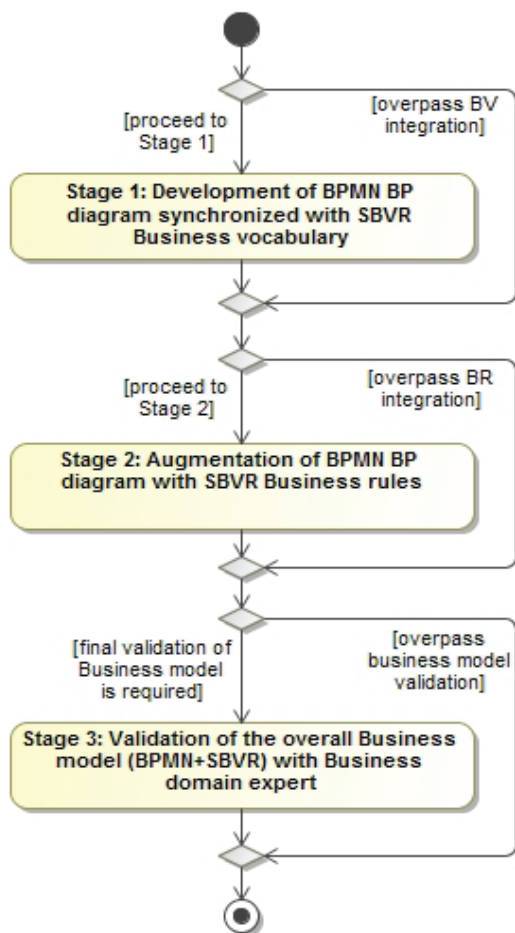 [overpass BV
integration]
[proceed to
Stage 1]
Stage 1: Development of BPMN BP
diagram synchronized with SBVR
Business vocabulary
[overpass BR
integration]
[proceed to
Stage 2]
Stage 2: Augmentation of BPMN BP
diagram with SBVR Business rules
[final validation of
Business model
is required]
[overpass
business model
validation]
Stage 3: Validation of the overall Business
model (BPMN+SBVR) with Business
domain expert